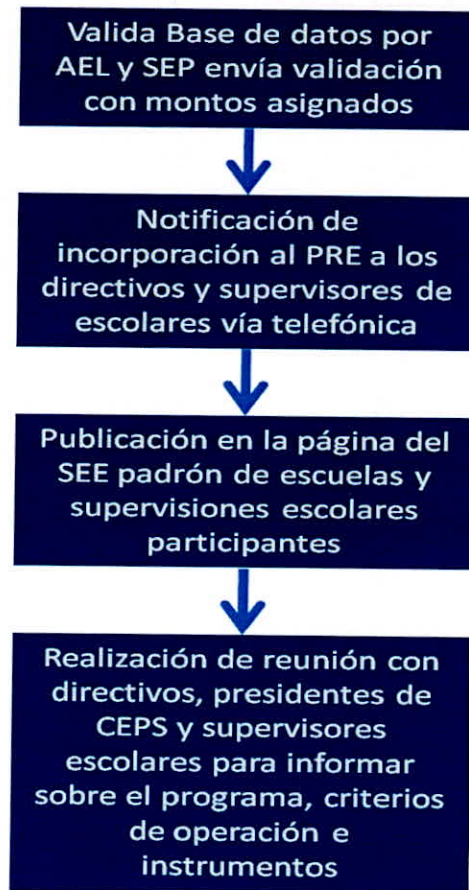 Valida Base de datos por
AEL y SEP envía validación
con montos asignados
Notificación de
incorporación al PRE a los
directivos y supervisores de
escolares vía telefónica
Publicación en la página del
SEE padrón de escuelas y
supervisiones escolares
participantes
Realización de reunión con
directivos, presidentes de
CEPS y supervisores
escolares para informar
sobre el programa, criterios
de operación e
instrumentos